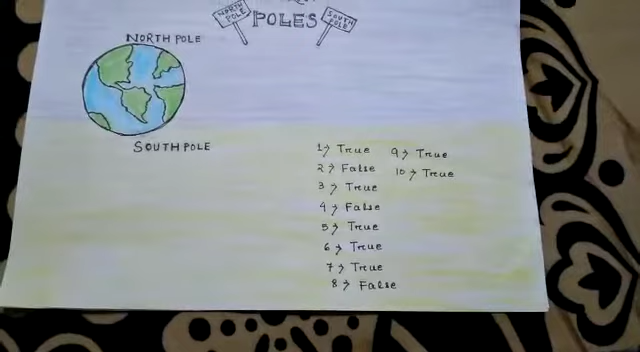 NORTH POLE
POLES
SOUTH POLE
NORTH POLE
SOUTH POLE
1) True
2) False
3) True
4) False
5) True
6) True
7) True
8) False
9) True
10) True